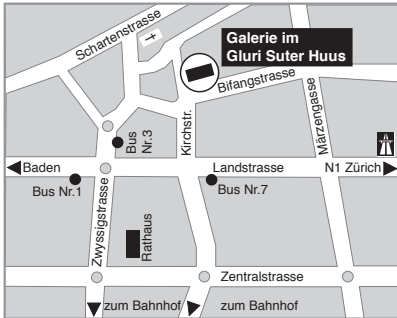 Schartenstrasse
Galerie im
Gluri Suter Huus
Bifangstrasse
Märzengasse
Bus
Nr.3
Kirchstr.
Baden
Landstrasse
N1 Zürich
Bus Nr.1
Bus Nr.7
Zwyssigstrasse
Rathaus
Zentralstrasse
zum Bahnhof
zum Bahnhof